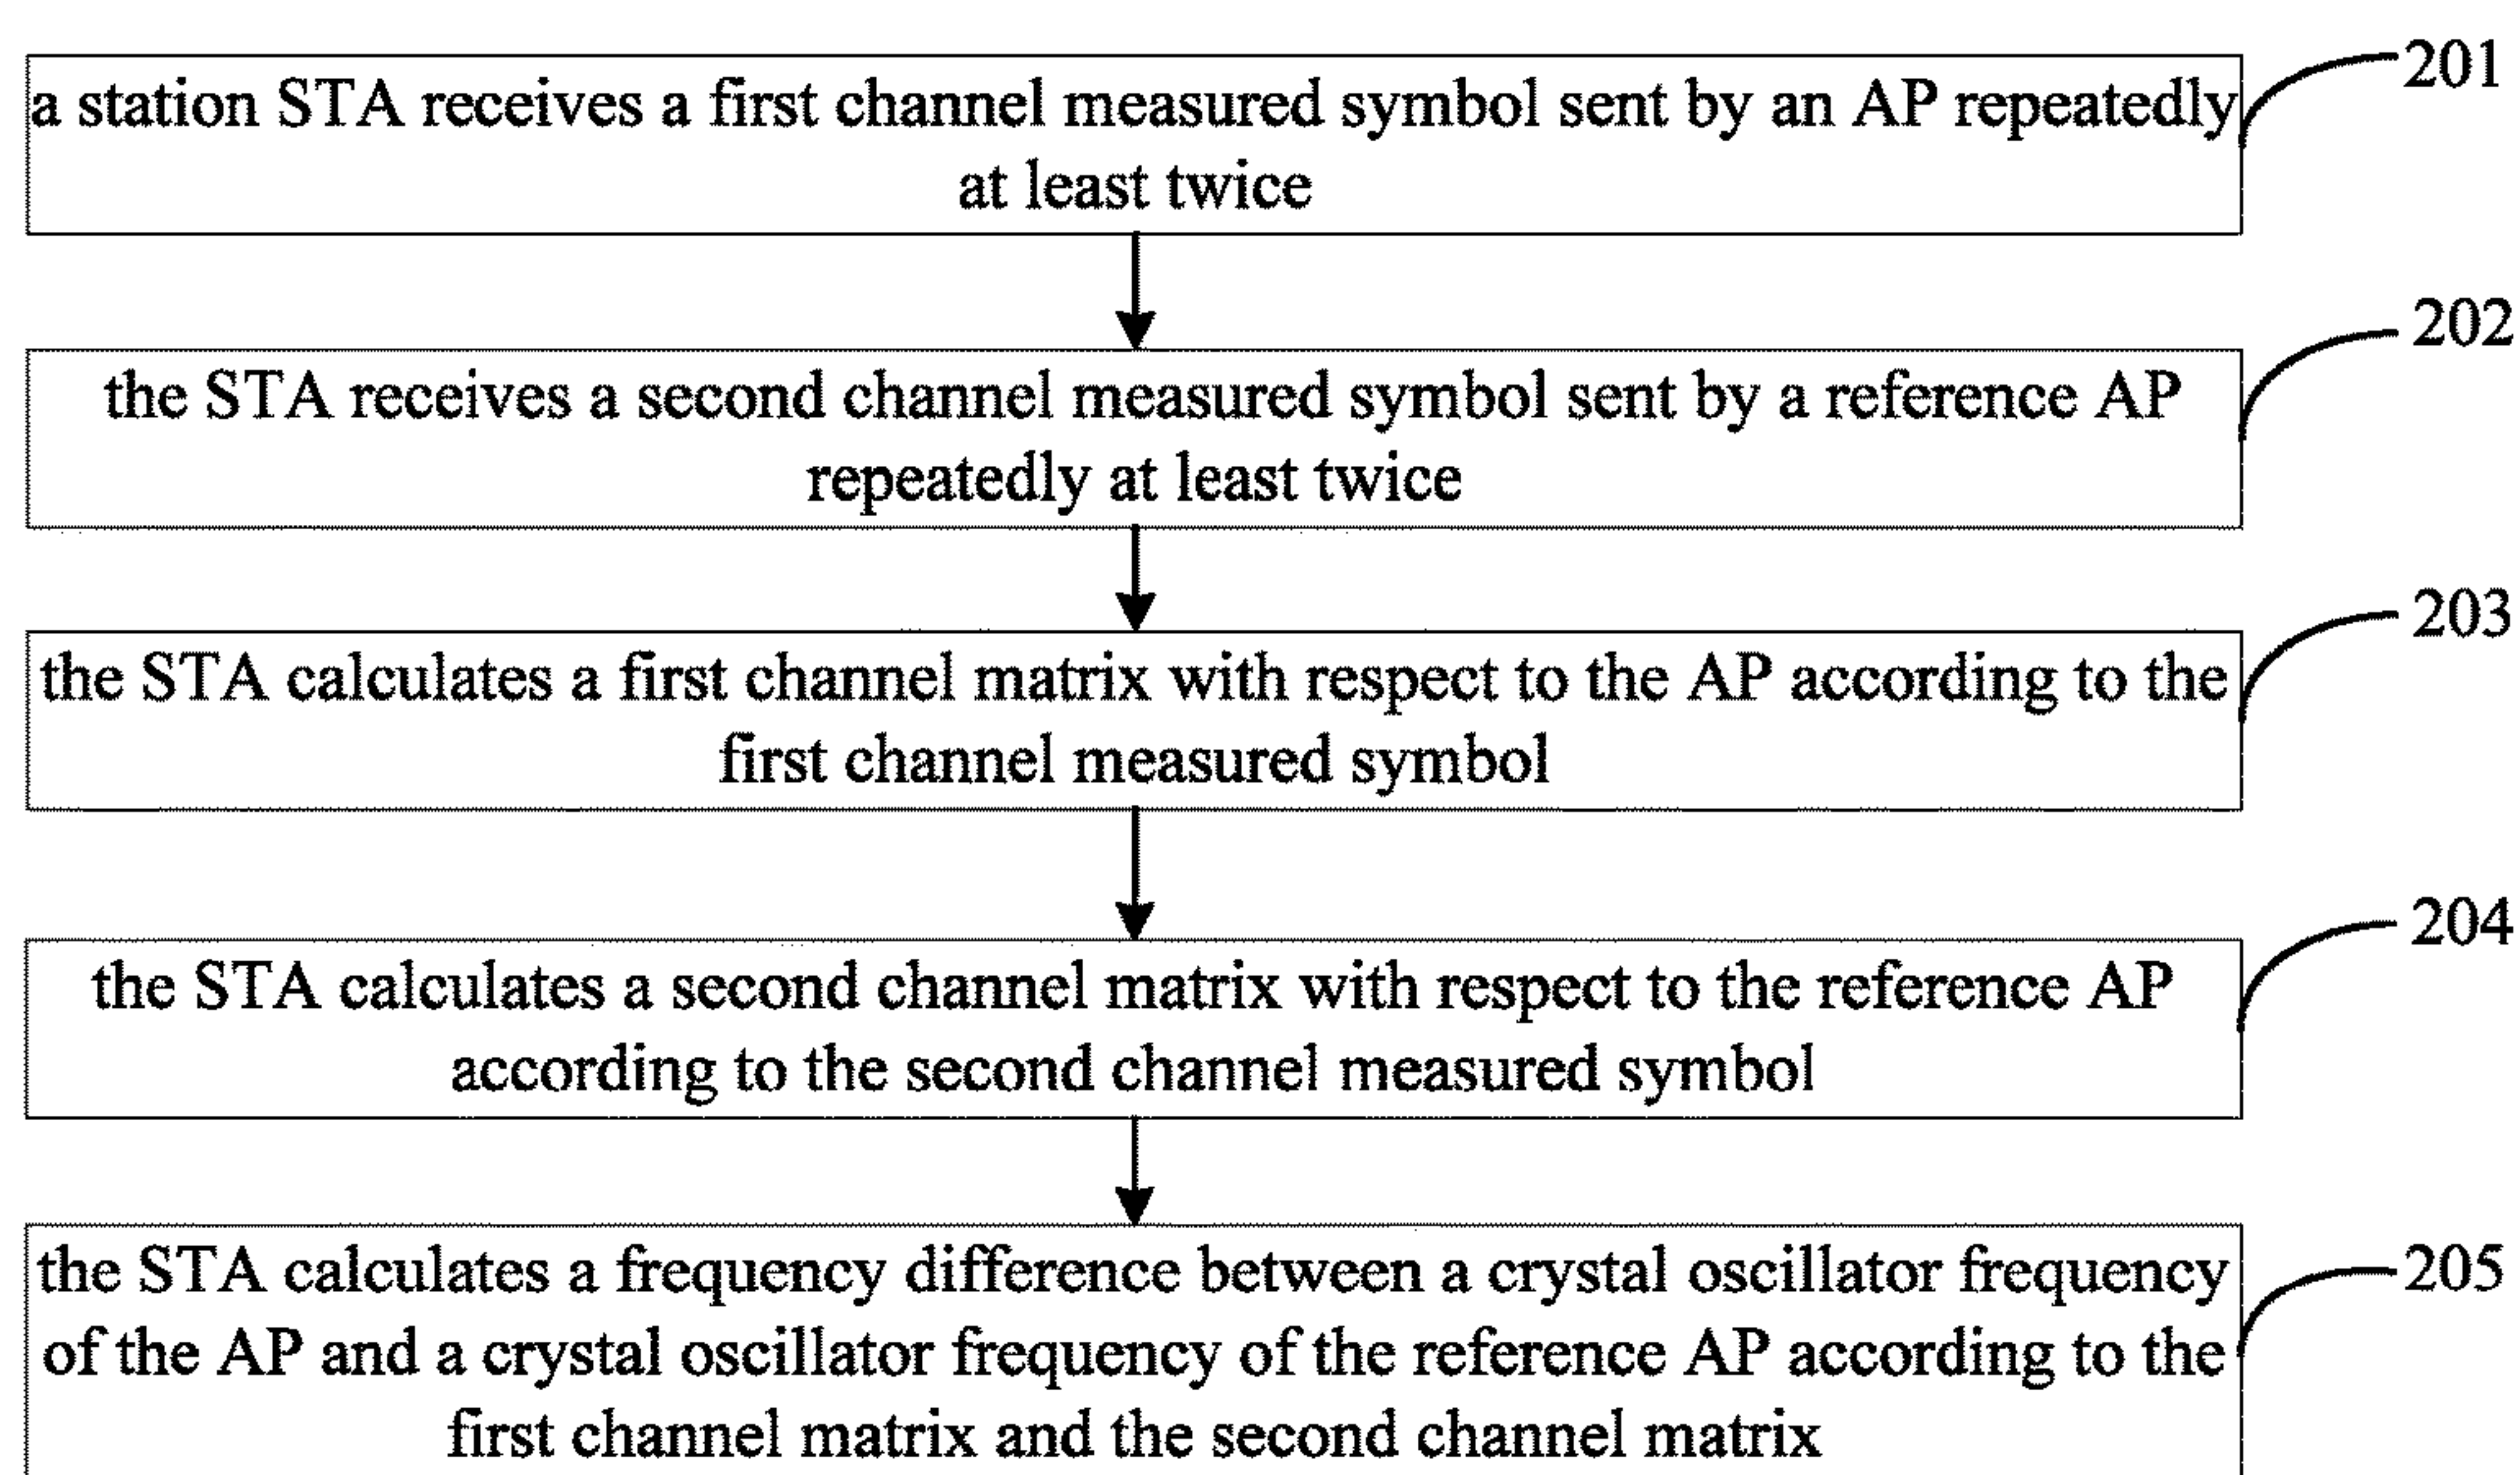 a station STA receives a first channel measured symbol sent by an AP repeatedly
at least twice
201
the STA receives a second channel measured symbol sent by a reference AP
repeatedly at least twice
202
the STA calculates a first channel matrix with respect to the AP according to the
first channel measured symbol
203
the STA calculates a second channel matrix with respect to the reference AP
according to the second channel measured symbol
204
the STA calculates a frequency difference between a crystal oscillator frequency
of the AP and a crystal oscillator frequency of the reference AP according to the
first channel matrix and the second channel matrix
205